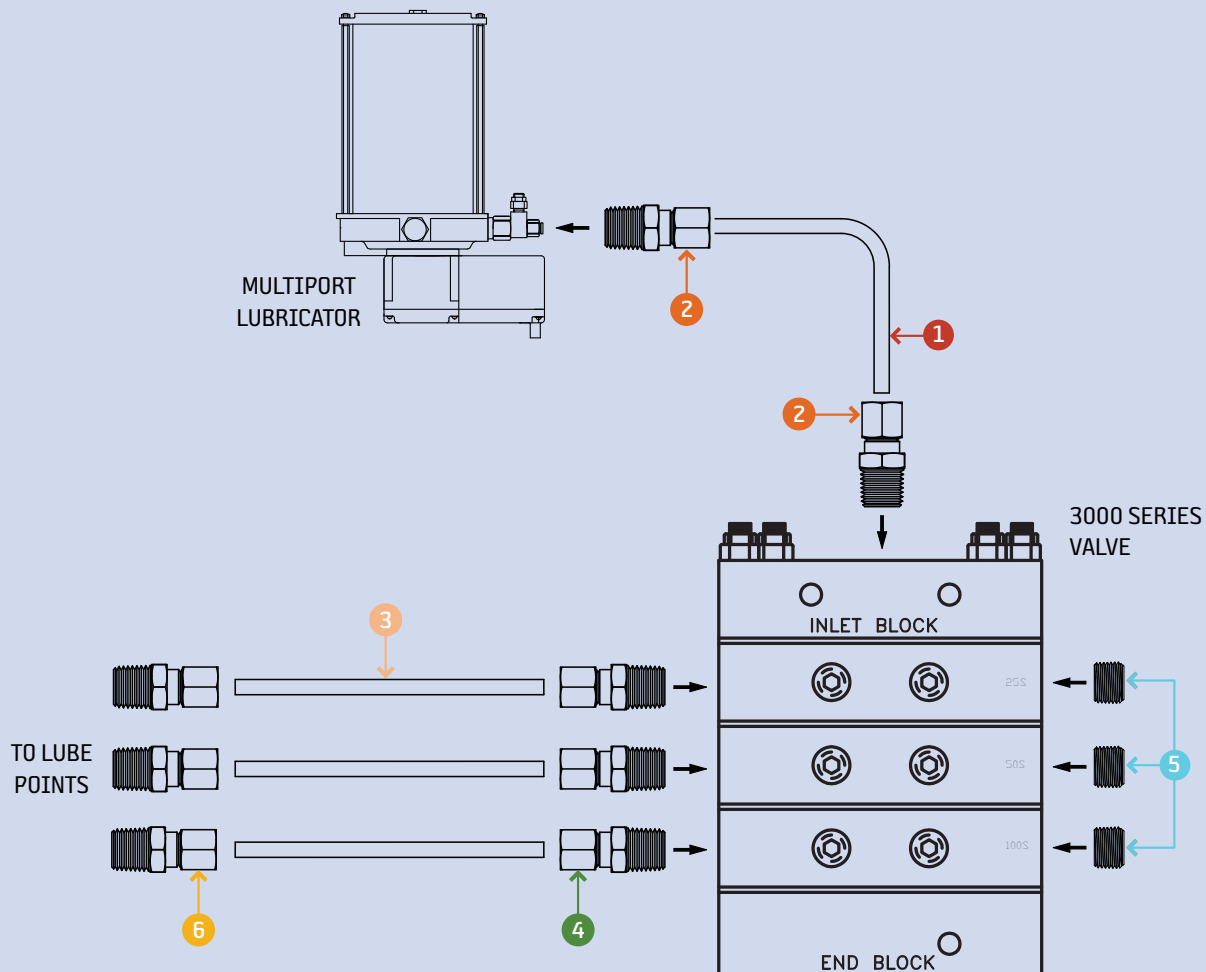 MULTIPORT
LUBRICATOR
2
1
2
3000 SERIES
VALVE
3
INLET BLOCK
TO LUBE
POINTS
5
6
4
END BLOCK